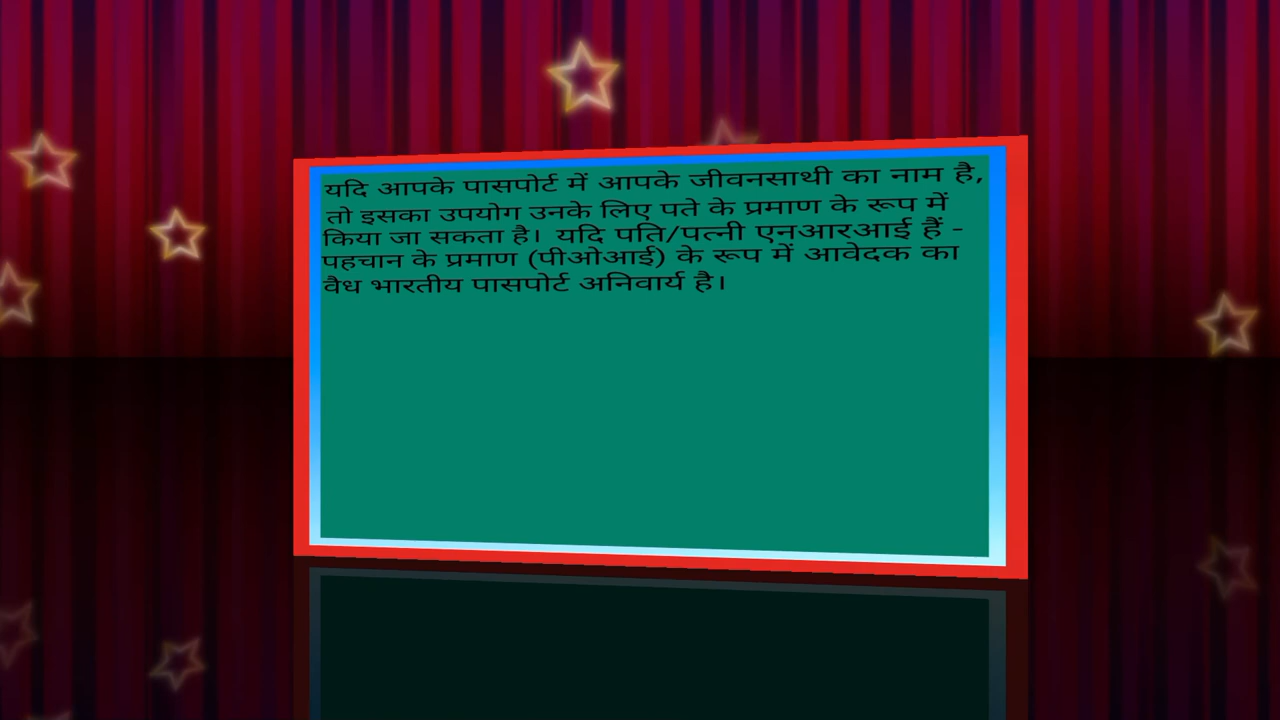 यदि आपके पासपोर्ट में आपके जीवनसाथी का नाम है,
तो इसका उपयोग उनके लिए पते के प्रमाण के रूप में
किया जा सकता है। यदि पति/पत्नी एनआरआई हैं -
पहचान के प्रमाण (पीओआई) के रूप में आवेदक का
वैध भारतीय पासपोर्ट अनिवार्य है।